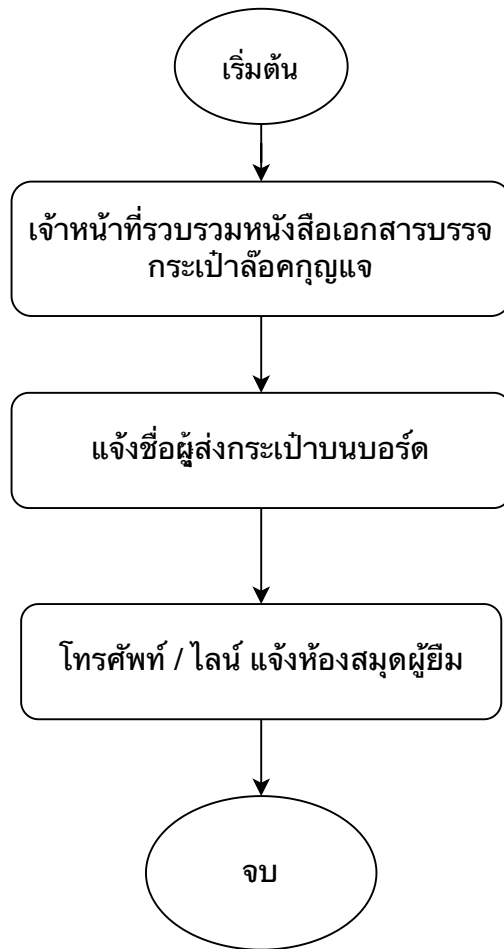 เริ่มต้น
เจ้าหน้าที่รวบรวมหนังสือเอกสารบรรจ
กระเป๋าล๊อคกุญแจ
แจ้งชื่อผู้ส่งกระเป๋าบนบอร์ด
โทรศัพท์ / ไลน์ แจ้งห้องสมุดผู้ยืม
จบ